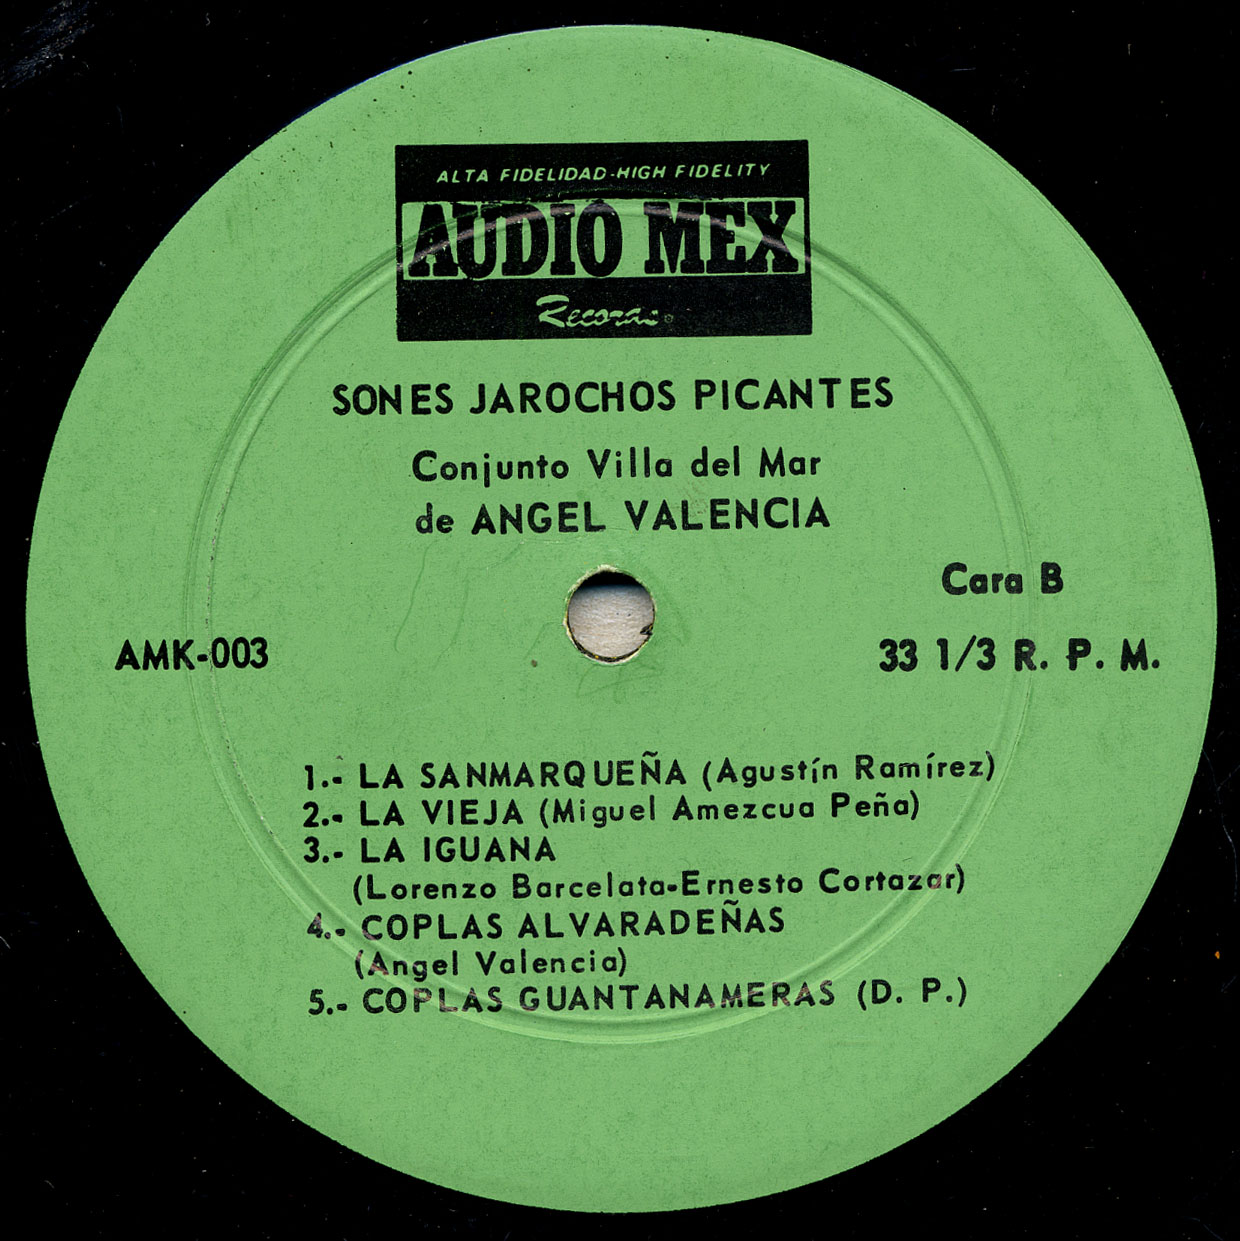 ALTA FIDELIDAD-HIGH FIDELITY
AUDIO MEX
Records
SONES JAROCHOS PICANTES
Conjunto Villa del Mar
de ANGEL VALENCIA
Cara B
AMK-003
33 1/3 R. P. M.
1.- LA SANMARQUEÑA (Agustín Ramírez)
2.- LA VIEJA (Miguel Amezcua Peña)
3.- LA IGUANA
(Lorenzo Barcelata-Ernesto Cortazar)
4.- COPLAS ALVARADEÑAS
(Angel Valencia)
5.- COPLAS GUANTANAMERAS (D. P.)